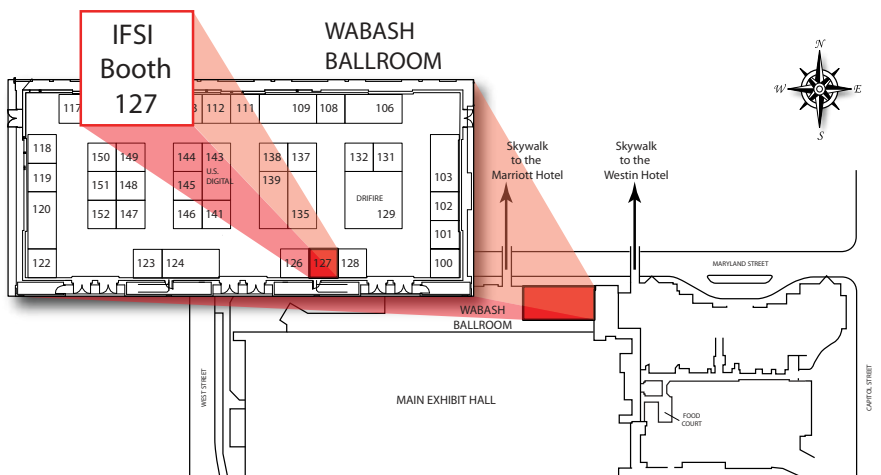 IFSI
Booth
127
WABASH
BALLROOM
N
W
E
S
117
112
111
109
108
106
118
119
120
122
150
149
151
148
152
147
144
143
U.S.
DIGITAL
145
146
141
138
137
139
135
132
131
DRIFIRE
129
103
102
101
100
123
124
126
127
128
Skywalk
to the
Marriott Hotel
Skywalk
to the
Westin Hotel
MARYLAND STREET
WABASH
BALLROOM
MAIN EXHIBIT HALL
WEST STREET
FOOD
COURT
CAPITOL STREET